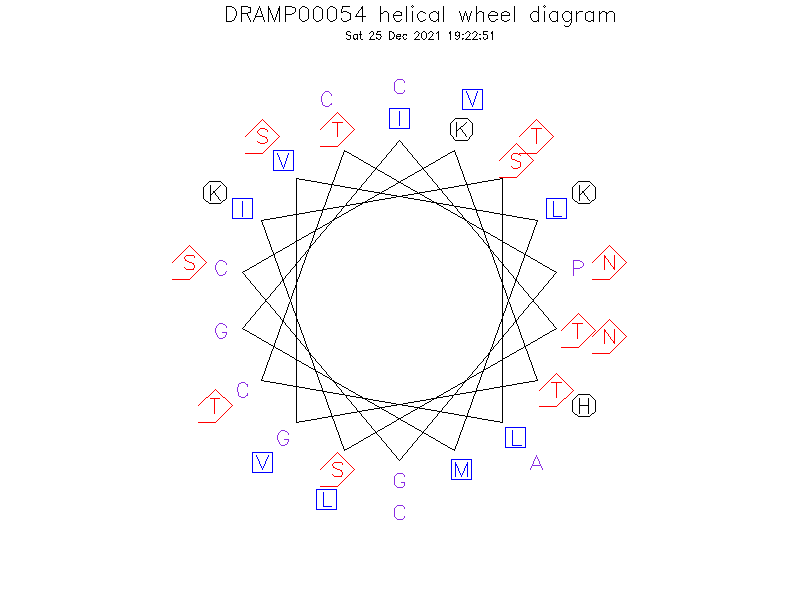 DRAMP00054 helical wheel diagram
Sat 25 Dec 2021 19:22:51
C
C V
I
T K
S T
V S
K K
I L
S C P N
G T N
C T
T H
G L
V A
S M
L G
C